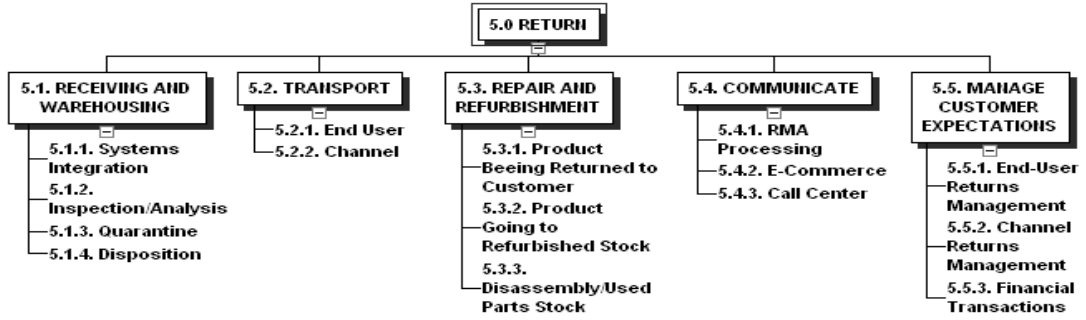 5.0 RETURN
5.1. RECEIVING AND
WAREHOUSING
5.1.1. Systems
Integration
5.1.2.
Inspection/Analysis
5.1.3. Quarantine
5.1.4. Disposition
5.2. TRANSPORT
5.2.1. End User
5.2.2. Channel
5.3. REPAIR AND
REFURBISHMENT
5.3.1. Product
Beeing Returned to
Customer
5.3.2. Product
Going to
Refurbished Stock
5.3.3.
Disassembly/Used
Parts Stock
5.4. COMMUNICATE
5.4.1. RMA
Processing
5.4.2. E-Commerce
5.4.3. Call Center
5.5. MANAGE
CUSTOMER
EXPECTATIONS
5.5.1. End-User
Returns
Management
5.5.2. Channel
Returns
Management
5.5.3. Financial
Transactions